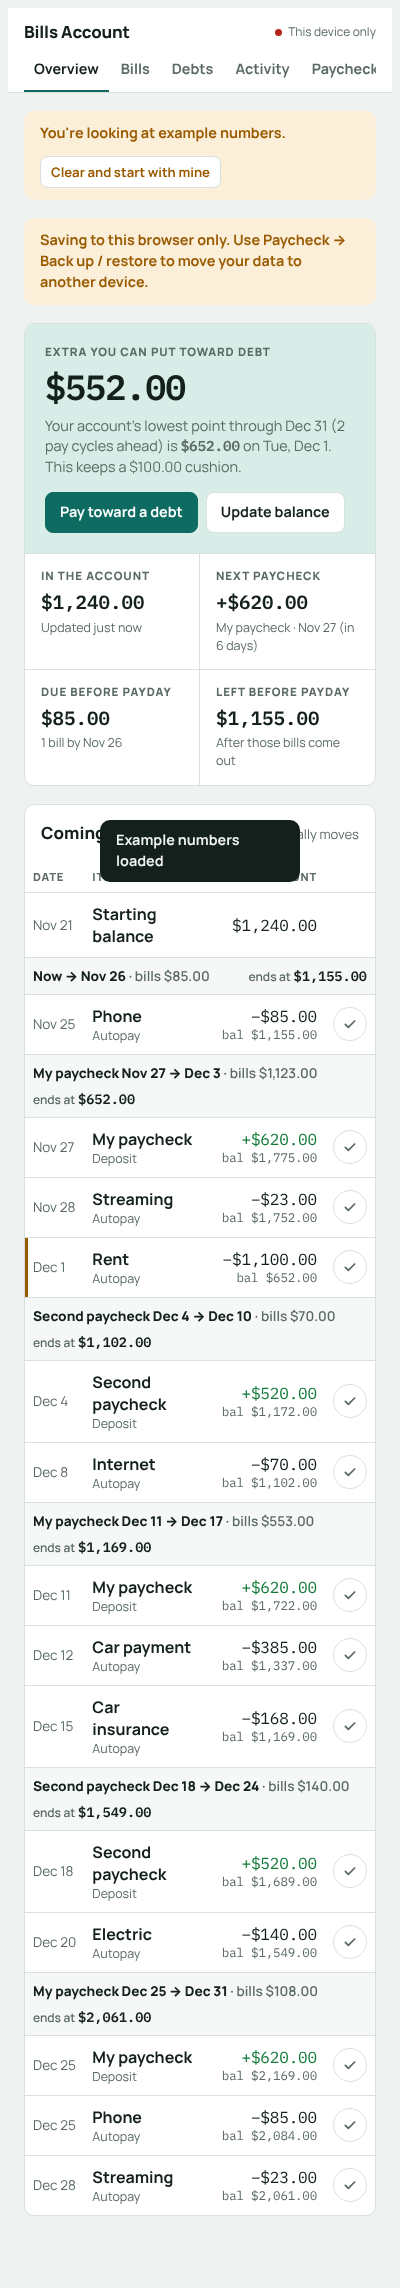 Bills Account
This device only
Overview Bills Debts Activity Paycheck
You're looking at example numbers.
Clear and start with mine
Saving to this browser only. Use Paycheck →
Back up / restore to move your data to
another device.
EXTRA YOU CAN PUT TOWARD DEBT
$552.00
Your account's lowest point through Dec 31 (2
pay cycles ahead) is $652.00 on Tue, Dec 1.
This keeps a $100.00 cushion.
Pay toward a debt
Update balance
IN THE ACCOUNT
$1,240.00
Updated just now
NEXT PAYCHECK
+$620.00
My paycheck · Nov 27 (in
6 days)
DUE BEFORE PAYDAY
$85.00
1 bill by Nov 26
LEFT BEFORE PAYDAY
$1,155.00
After those bills come
out
Coming
moves
Example numbers
loaded
DATE
Nov 21 Starting
balance $1,240.00
Now → Nov 26 · bills $85.00 ends at $1,155.00
Nov 25 Phone −$85.00
Autopay bal $1,155.00
My paycheck Nov 27 → Dec 3 · bills $1,123.00
ends at $652.00
Nov 27 My paycheck +$620.00
Deposit bal $1,775.00
Nov 28 Streaming −$23.00
Autopay bal $1,752.00
Dec 1 Rent −$1,100.00
Autopay bal $652.00
Second paycheck Dec 4 → Dec 10 · bills $70.00
ends at $1,102.00
Dec 4 Second
paycheck +$520.00
Deposit bal $1,172.00
Dec 8 Internet −$70.00
Autopay bal $1,102.00
My paycheck Dec 11 → Dec 17 · bills $553.00
ends at $1,169.00
Dec 11 My paycheck +$620.00
Deposit bal $1,722.00
Dec 12 Car payment −$385.00
Autopay bal $1,337.00
Dec 15 Car
insurance −$168.00
Autopay bal $1,169.00
Second paycheck Dec 18 → Dec 24 · bills $140.00
ends at $1,549.00
Dec 18 Second
paycheck +$520.00
Deposit bal $1,689.00
Dec 20 Electric −$140.00
Autopay bal $1,549.00
My paycheck Dec 25 → Dec 31 · bills $108.00
ends at $2,061.00
Dec 25 My paycheck +$620.00
Deposit bal $2,169.00
Dec 25 Phone −$85.00
Autopay bal $2,084.00
Dec 28 Streaming −$23.00
Autopay bal $2,061.00